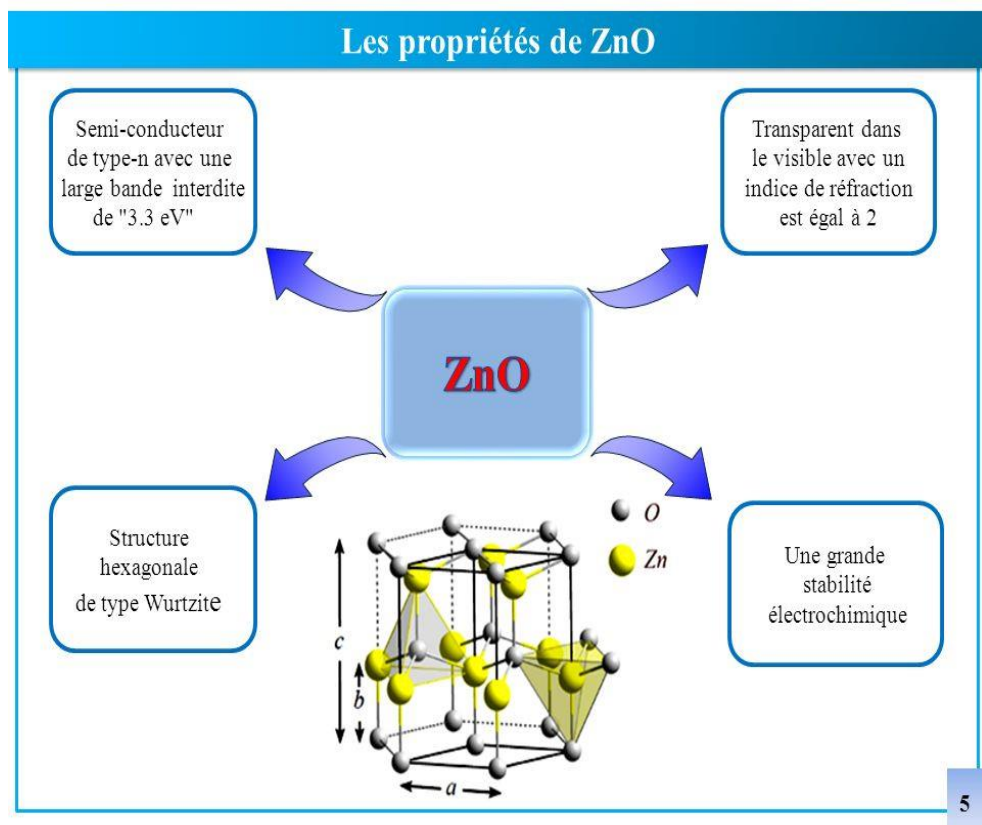 Les propriétés de ZnO
Semi-conducteur
de type-n avec une
large bande interdite
de "3.3 eV"
Transparent dans
le visible avec un
indice de réfraction
est égal à 2
ZnO
Structure
hexagonale
de type Wurtzite
O
Zn
c
b
a
Une grande
stabilité
électrochimique
5